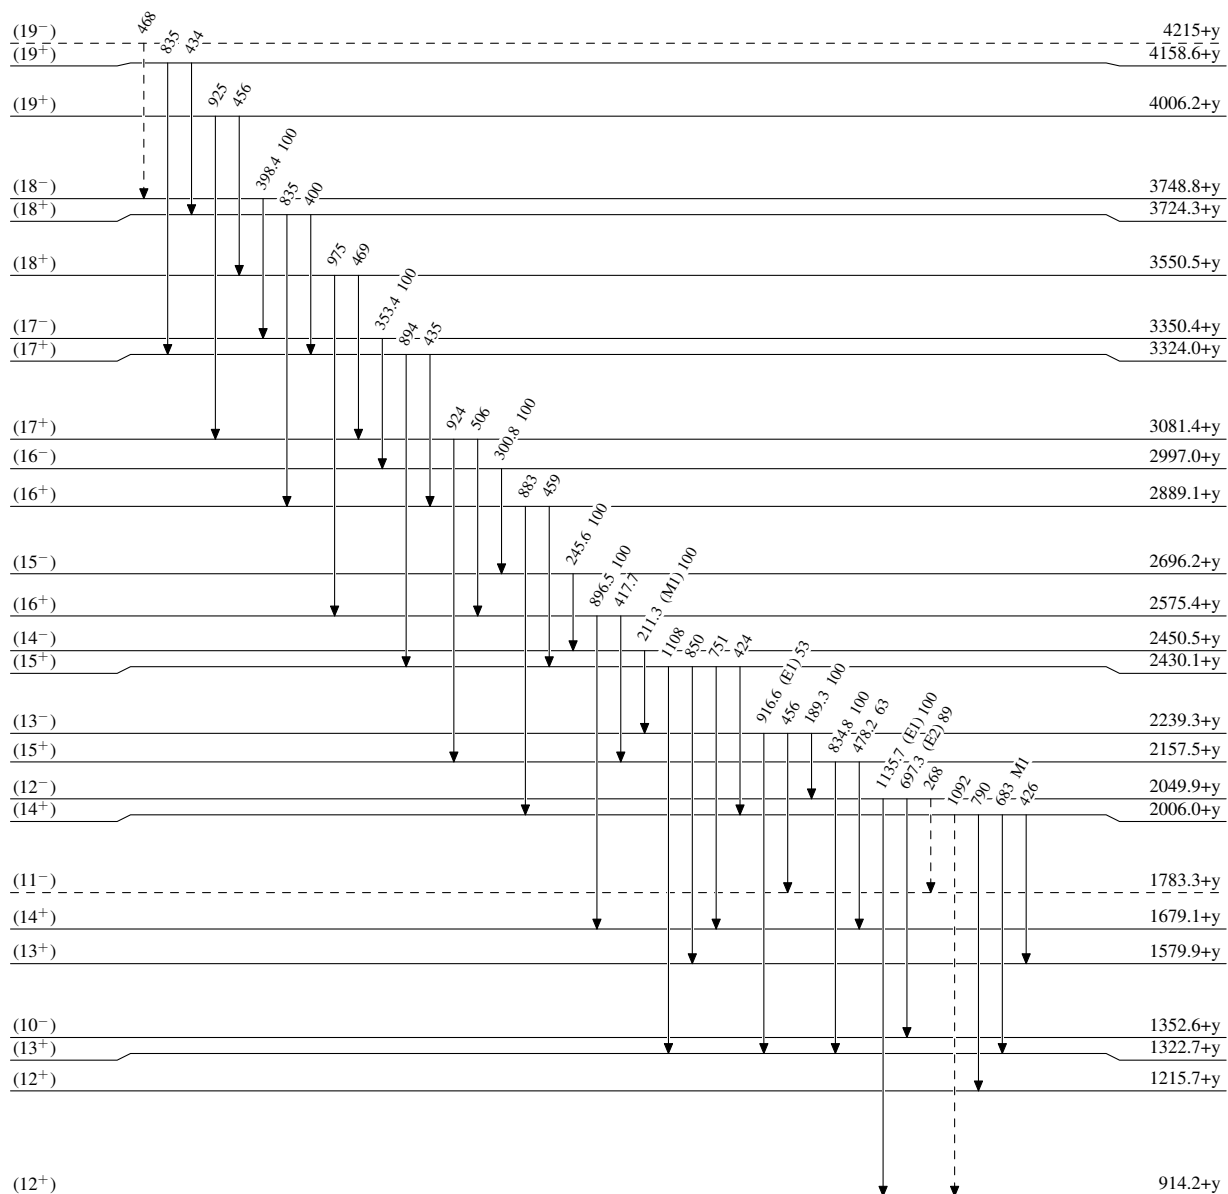 (19⁻) 468 4215+y
(19⁺) 835 434 4158.6+y
(19⁺) 925 456 4006.2+y
(18⁻) 398.4 100 3748.8+y
(18⁺) 835 400 3724.3+y
(18⁺) 975 469 3550.5+y
(17⁻) 353.4 100 3350.4+y
(17⁺) 894 435 3324.0+y
(17⁺) 924 506 3081.4+y
(16⁻) 300.8 100 2997.0+y
(16⁺) 883 459 2889.1+y
(15⁻) 245.6 100 2696.2+y
(16⁺) 896.5 100 417.7 2575.4+y
(14⁻) 211.3 (M1) 100 2450.5+y
(15⁺) 1108 850 751 424 2430.1+y
(13⁻) 916.6 (E1) 53 456 189.3 100 2239.3+y
(15⁺) 834.8 100 478.2 63 2157.5+y
(12⁻) 1135.7 (E1) 100 697.3 (E2) 89 268 2049.9+y
(14⁺) 1092 790 683 M1 426 2006.0+y
(11⁻) 1783.3+y
(14⁺) 1679.1+y
(13⁺) 1579.9+y
(10⁻) 1352.6+y
(13⁺) 1322.7+y
(12⁺) 1215.7+y
(12⁺) 914.2+y